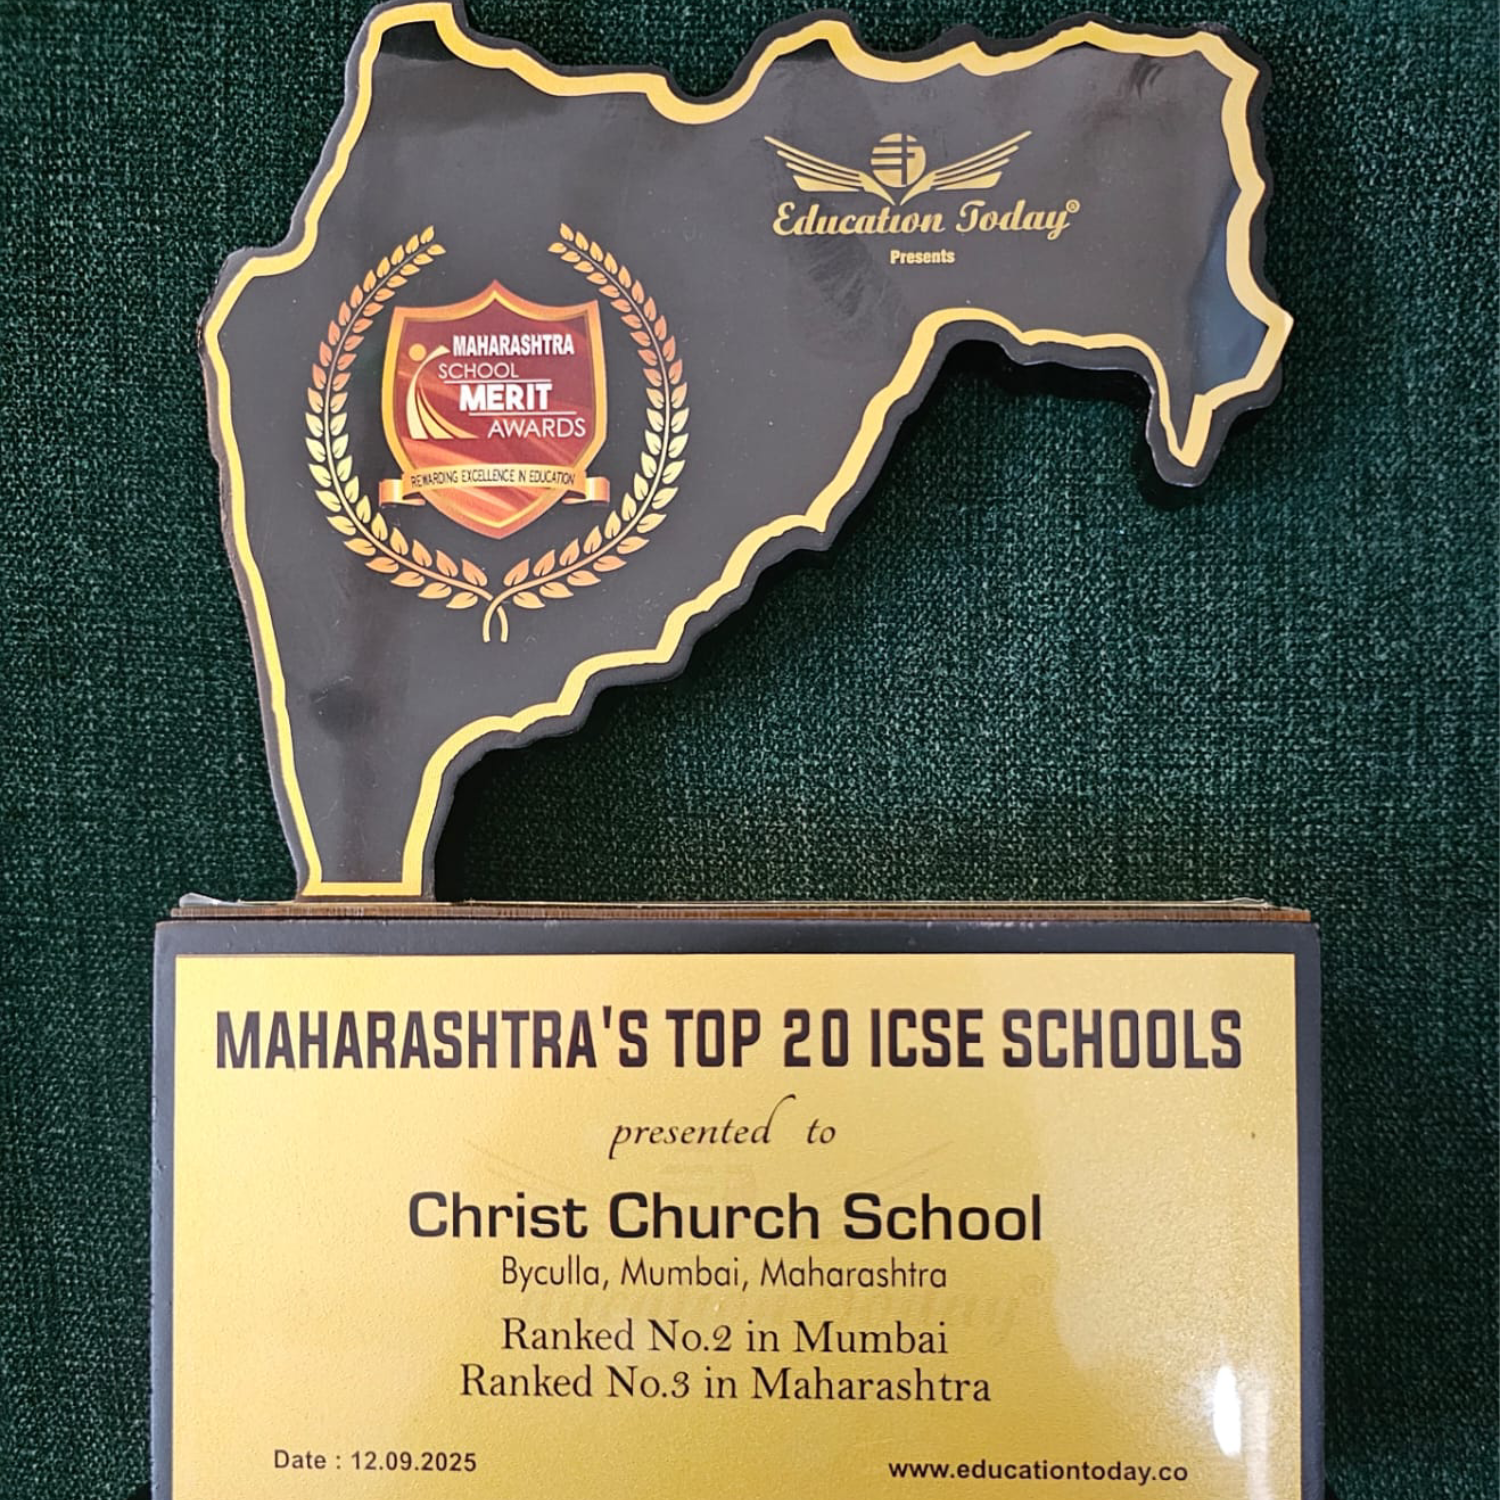 Education Today®
Presents
MAHARASHTRA
SCHOOL
MERIT
AWARDS
REWARDING EXCELLENCE IN EDUCATION
MAHARASHTRA'S TOP 20 ICSE SCHOOLS
presented to
Christ Church School
Byculla, Mumbai, Maharashtra
Ranked No.2 in Mumbai
Ranked No.3 in Maharashtra
Date : 12.09.2025
www.educationtoday.co